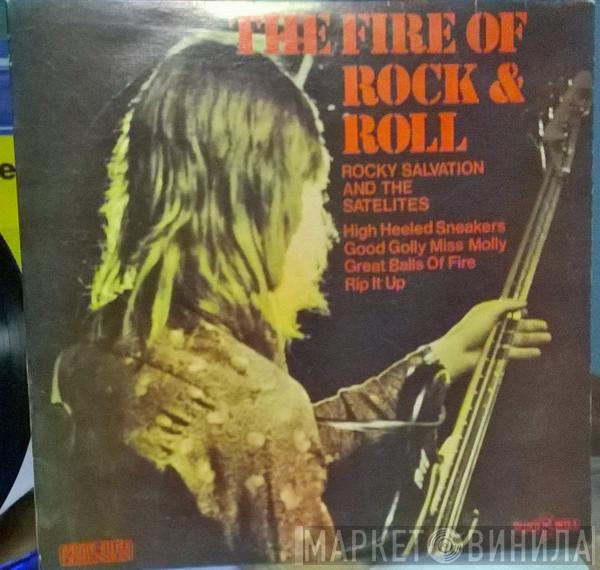 THE FIRE OF
ROCK &
ROLL
ROCKY SALVATION
AND THE
SATELITES
High Heeled Sneakers
Good Golly Miss Molly
Great Balls Of Fire
Rip It Up
e
МАРКЕТ ВИНИЛА